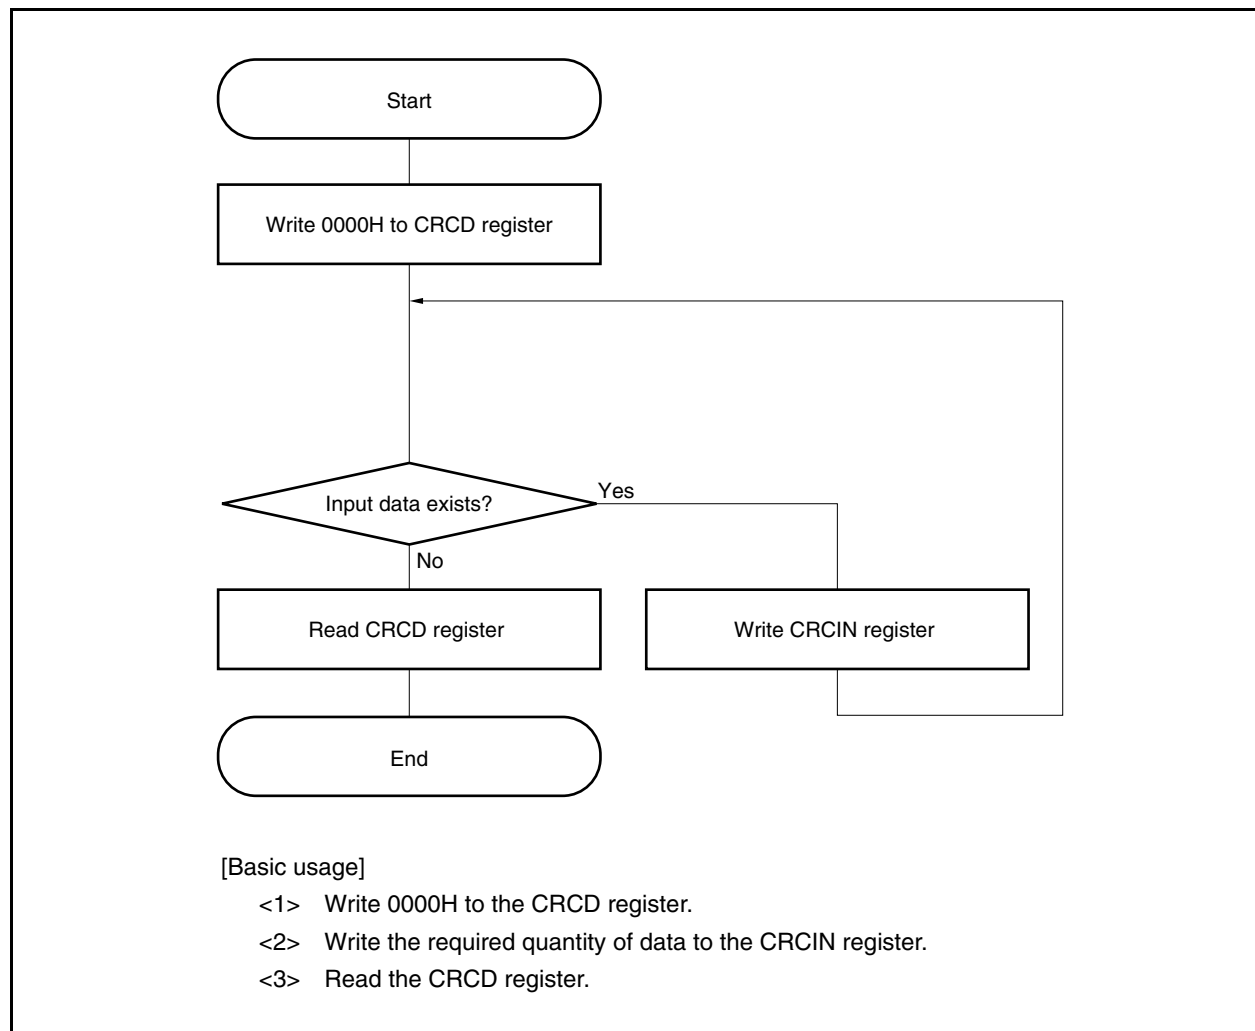 Start
Write 0000H to CRCD register
Input data exists?
Yes
No
Read CRCD register
Write CRCIN register
End
[Basic usage]
<1> Write 0000H to the CRCD register.
<2> Write the required quantity of data to the CRCIN register.
<3> Read the CRCD register.